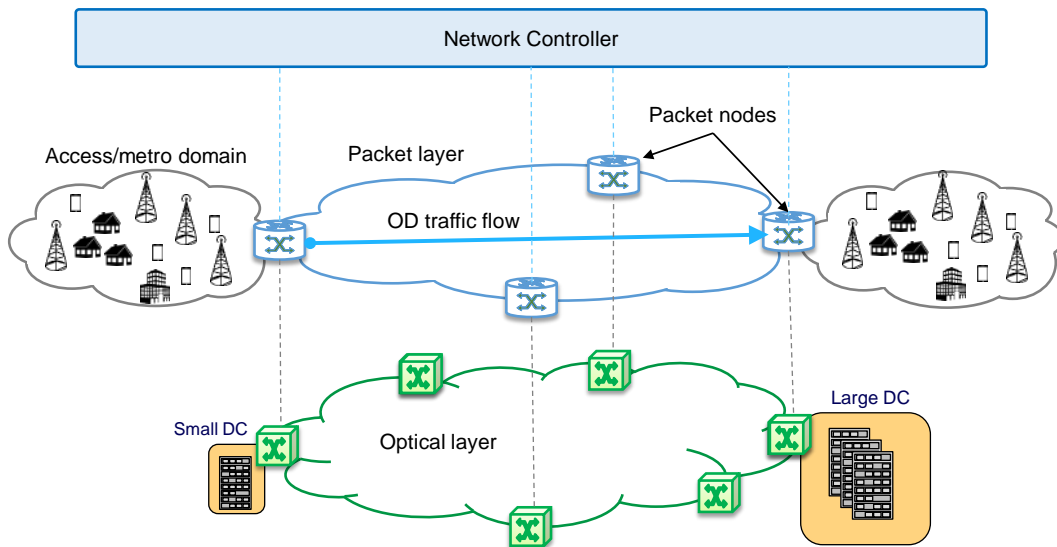 Network Controller
Packet nodes
Access/metro domain
Packet layer
OD traffic flow
Small DC
Large DC
Optical layer